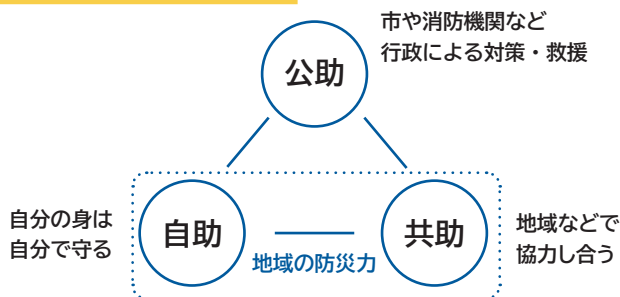 市や消防機関など
行政による対策・救援
公助
自分の身は
自分で守る
自助
地域の防災力
共助
地域などで
協力し合う